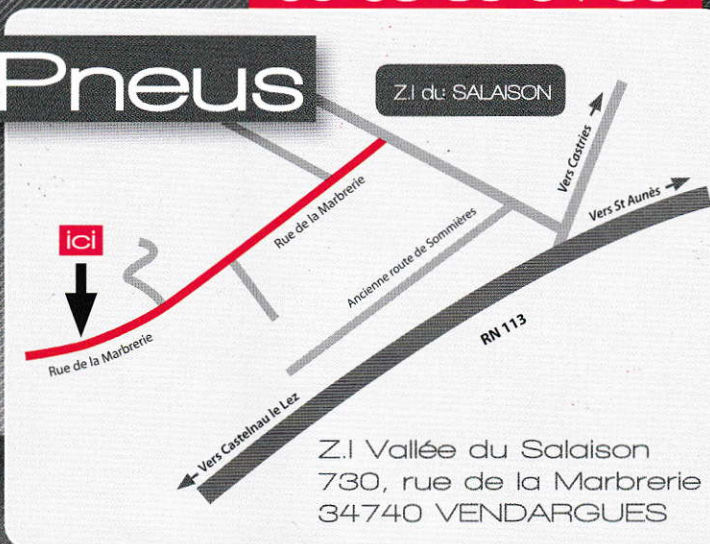 Pneus
Z.I du SALAISON
Vers Castries
Vers St Aunès
Rue de la Marbrerie
ici
Ancienne route de Sommières
Rue de la Marbrerie
RN 113
Vers Castelnau le Lez
Z.I Vallée du Salaison
730, rue de la Marbrerie
34740 VENDARGUES